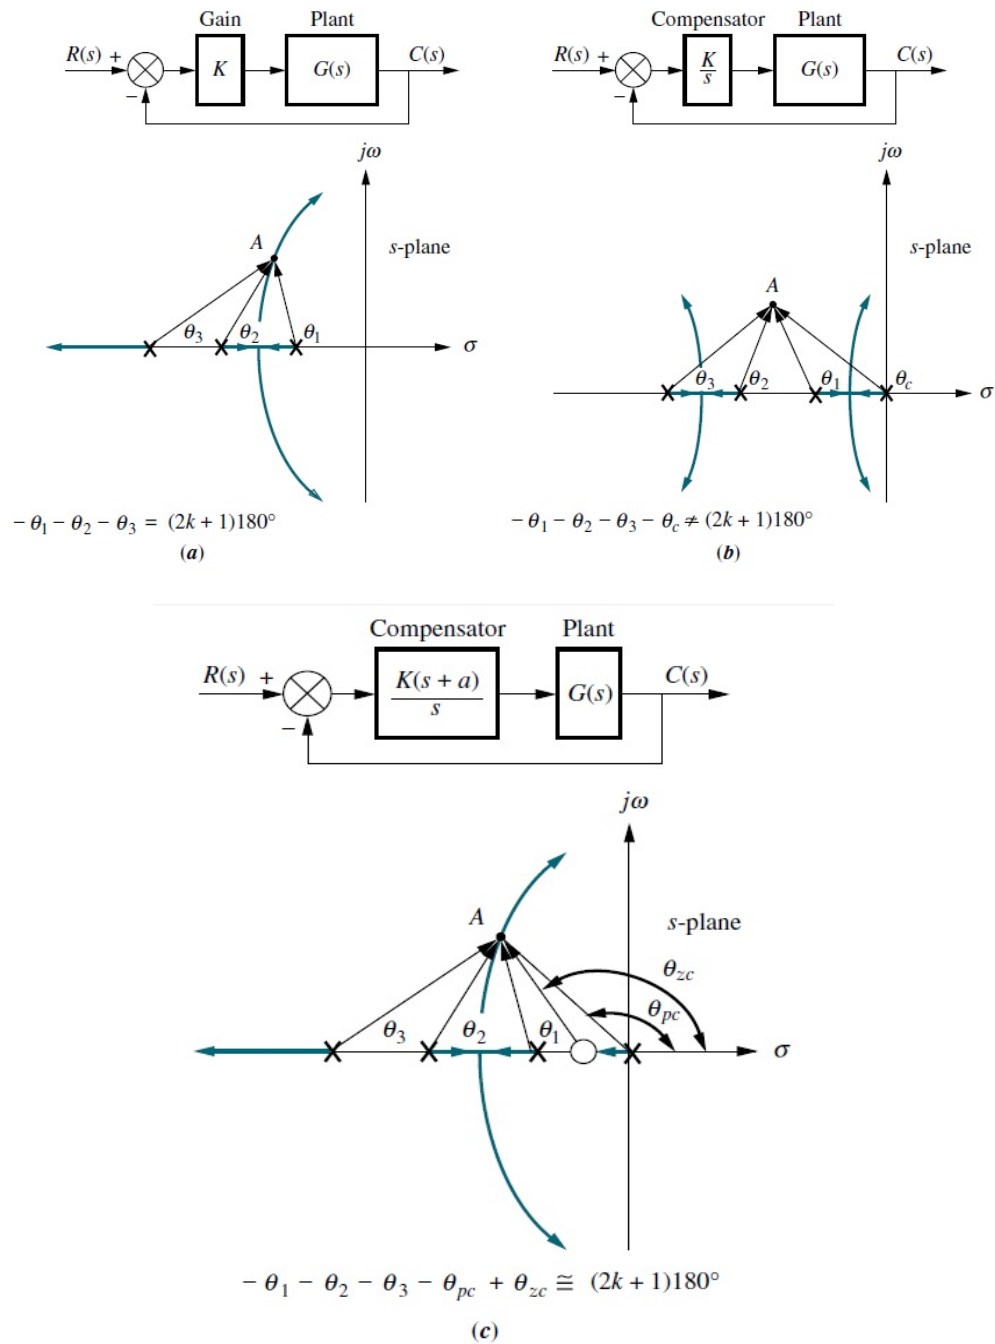 Gain Plant
R(s) + K G(s) C(s)
−
jω
A
s-plane
θ3 θ2 θ1 σ
− θ1 − θ2 − θ3 = (2k + 1)180°
(a)
Compensator Plant
R(s) + K/s G(s) C(s)
−
jω
s-plane
A
θ3 θ2 θ1 θc σ
− θ1 − θ2 − θ3 − θc ≠ (2k + 1)180°
(b)
Compensator Plant
R(s) + K(s + a)/s G(s) C(s)
−
jω
A
s-plane
θzc
θpc
θ3 θ2 θ1 σ
− θ1 − θ2 − θ3 − θpc + θzc ≅ (2k + 1)180°
(c)